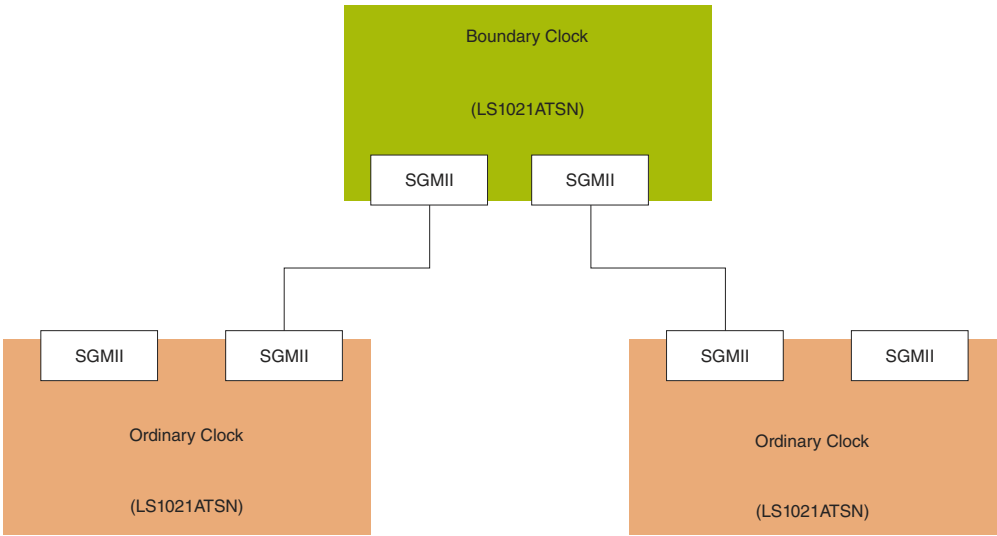 Boundary Clock
(LS1021ATSN)
SGMII
SGMII
SGMII
SGMII
SGMII
SGMII
Ordinary Clock
Ordinary Clock
(LS1021ATSN)
(LS1021ATSN)